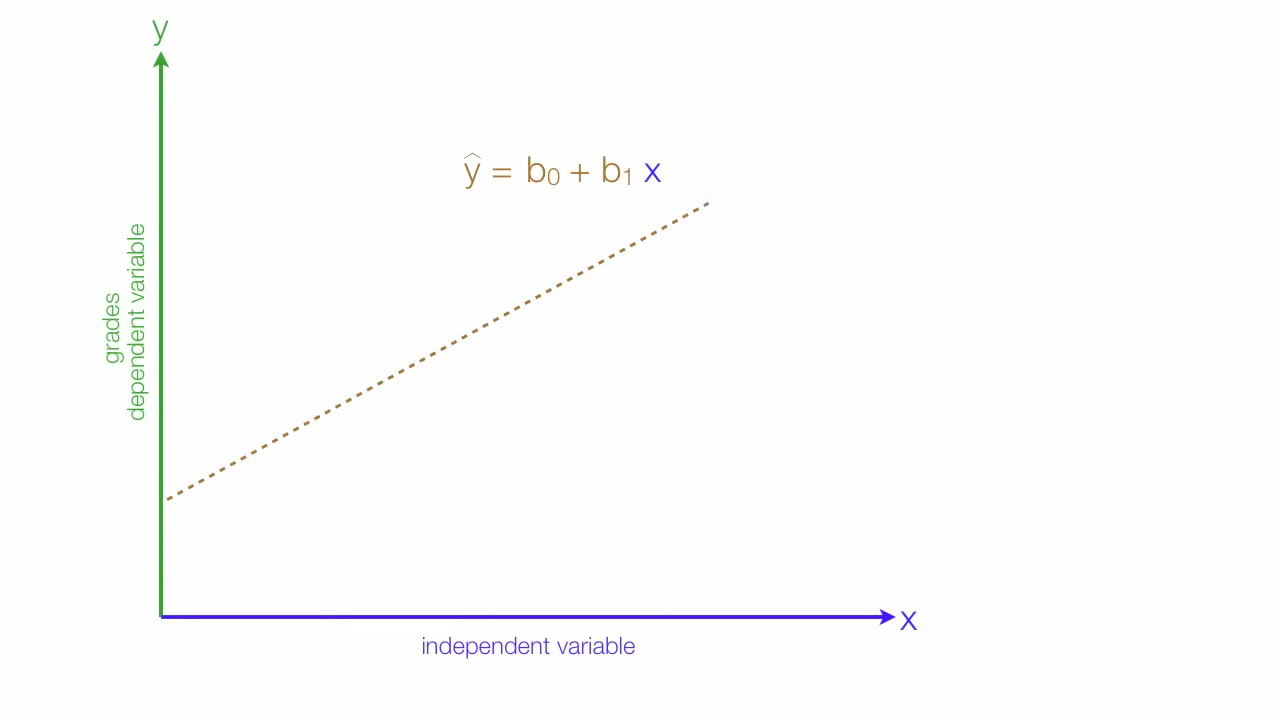 y
ŷ = b₀ + b₁ x
grades
dependent variable
x
independent variable